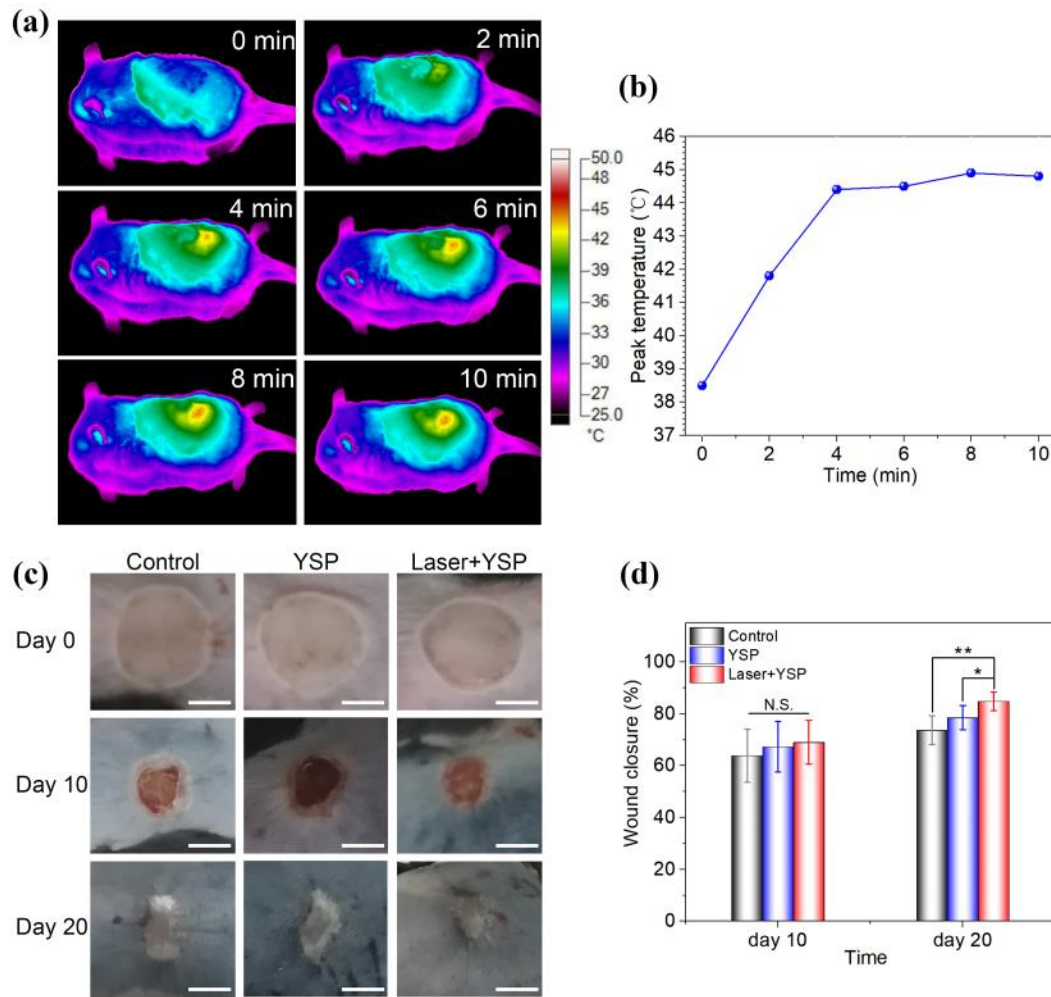 (a)
0 min
2 min
4 min
6 min
8 min
10 min
50.0
48
45
42
39
36
33
30
27
25.0
°C
(b)
46
45
44
43
42
41
40
39
38
37
Peak temperature (℃)
0 2 4 6 8 10
Time (min)
(c)
Control YSP Laser+YSP
Day 0
Day 10
Day 20
(d)
Control
YSP
Laser+YSP
N.S.
**
*
100
80
60
40
20
0
Wound closure (%)
day 10 day 20
Time